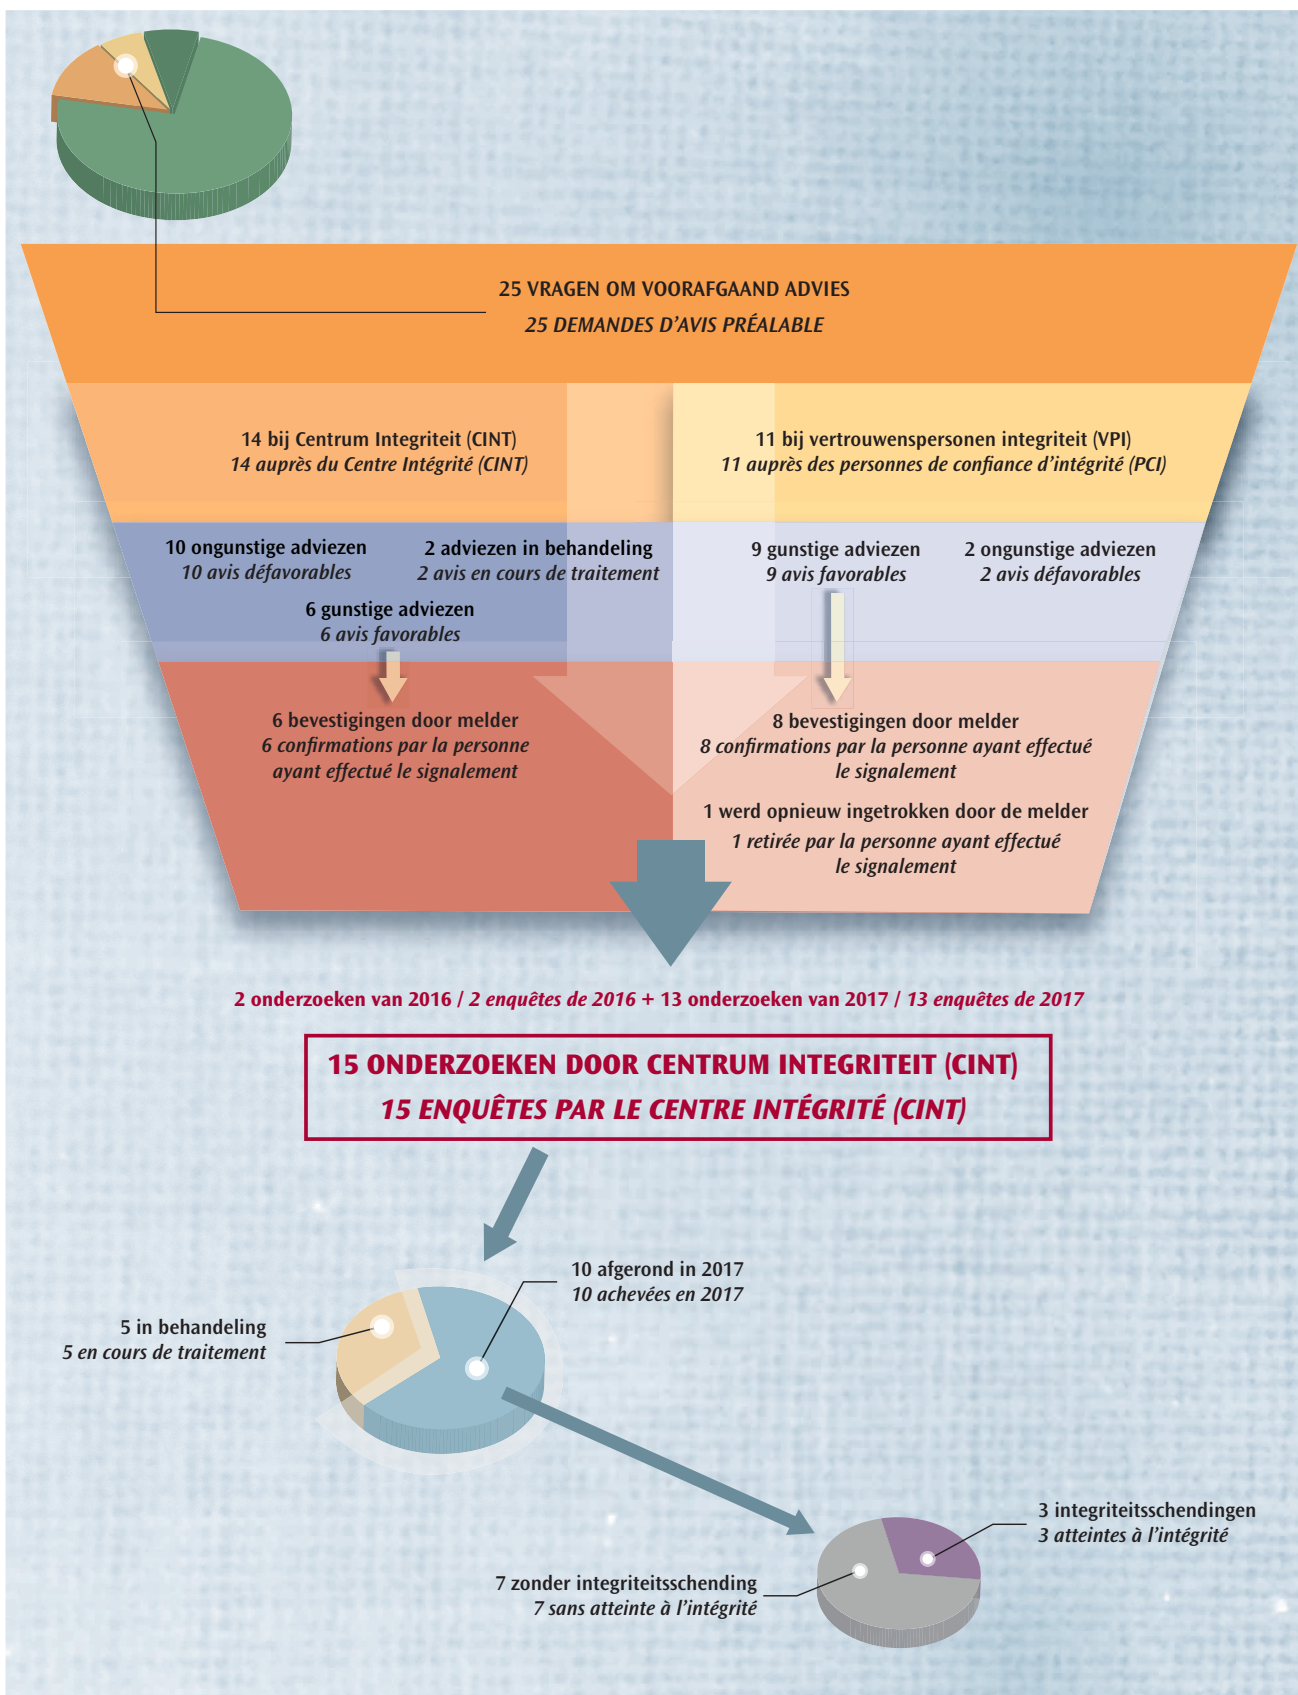 25 VRAGEN OM VOORAFGAAND ADVIES
25 DEMANDES D'AVIS PRÉALABLE
14 bij Centrum Integriteit (CINT)
14 auprès du Centre Intégrité (CINT)
11 bij vertrouwenspersonen integriteit (VPI)
11 auprès des personnes de confiance d'intégrité (PCI)
10 ongunstige adviezen
10 avis défavorables
2 adviezen in behandeling
2 avis en cours de traitement
6 gunstige adviezen
6 avis favorables
9 gunstige adviezen
9 avis favorables
2 ongunstige adviezen
2 avis défavorables
6 bevestigingen door melder
6 confirmations par la personne
ayant effectué le signalement
8 bevestigingen door melder
8 confirmations par la personne ayant effectué
le signalement
1 werd opnieuw ingetrokken door de melder
1 retirée par la personne ayant effectué
le signalement
2 onderzoeken van 2016 / 2 enquêtes de 2016 + 13 onderzoeken van 2017 / 13 enquêtes de 2017
15 ONDERZOEKEN DOOR CENTRUM INTEGRITEIT (CINT)
15 ENQUÊTES PAR LE CENTRE INTÉGRITÉ (CINT)
10 afgerond in 2017
10 achevées en 2017
5 in behandeling
5 en cours de traitement
3 integriteitsschendingen
3 atteintes à l'intégrité
7 zonder integriteitsschending
7 sans atteinte à l'intégrité